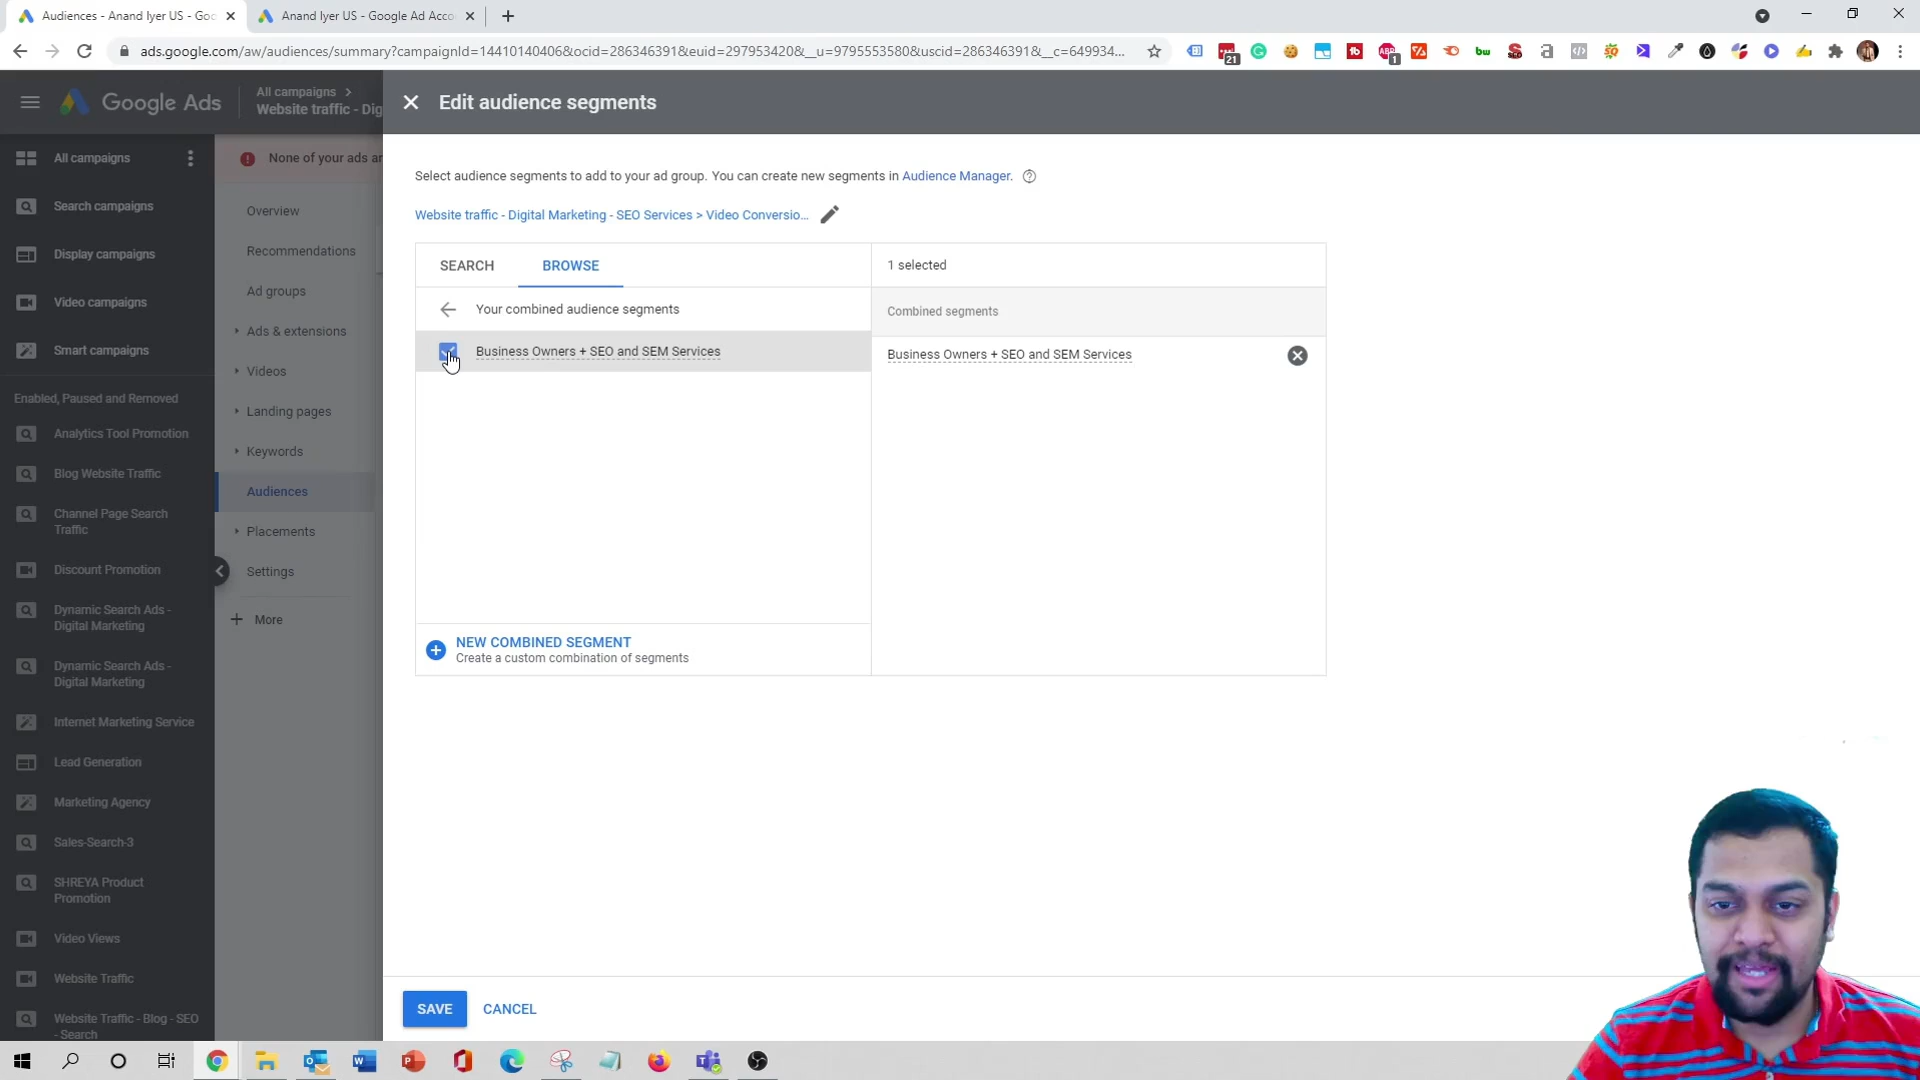 Audiences - Anand Iyer US - Goo
Anand Iyer US - Google Ad Acco
ads.google.com/aw/audiences/summary?campaignId=14410140406&ocid=286346391&euid=297953420&__u=9795553580&uscid=286346391&__c=649934...
21
1
Google Ads
All campaigns
Website traffic - Dig
Edit audience segments
All campaigns
Search campaigns
Display campaigns
Video campaigns
Smart campaigns
Enabled, Paused and Removed
Analytics Tool Promotion
Blog Website Traffic
Channel Page Search
Traffic
Discount Promotion
Dynamic Search Ads -
Digital Marketing
Dynamic Search Ads -
Digital Marketing
Internet Marketing Service
Lead Generation
Marketing Agency
Sales-Search-3
SHREYA Product
Promotion
Video Views
Website Traffic
Website Traffic - Blog - SEO
- Search
None of your ads ar
Overview
Recommendations
Ad groups
Ads & extensions
Videos
Landing pages
Keywords
Audiences
Placements
Settings
More
Select audience segments to add to your ad group. You can create new segments in Audience Manager.
Website traffic - Digital Marketing - SEO Services > Video Conversio...
SEARCH
BROWSE
1 selected
Your combined audience segments
Combined segments
Business Owners + SEO and SEM Services
Business Owners + SEO and SEM Services
NEW COMBINED SEGMENT
Create a custom combination of segments
SAVE
CANCEL